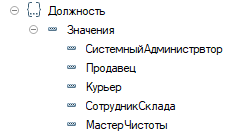 Должность
Значения
СистемныйАдминистрвтор
Продавец
Курьер
СотрудникСклада
МастерЧистоты